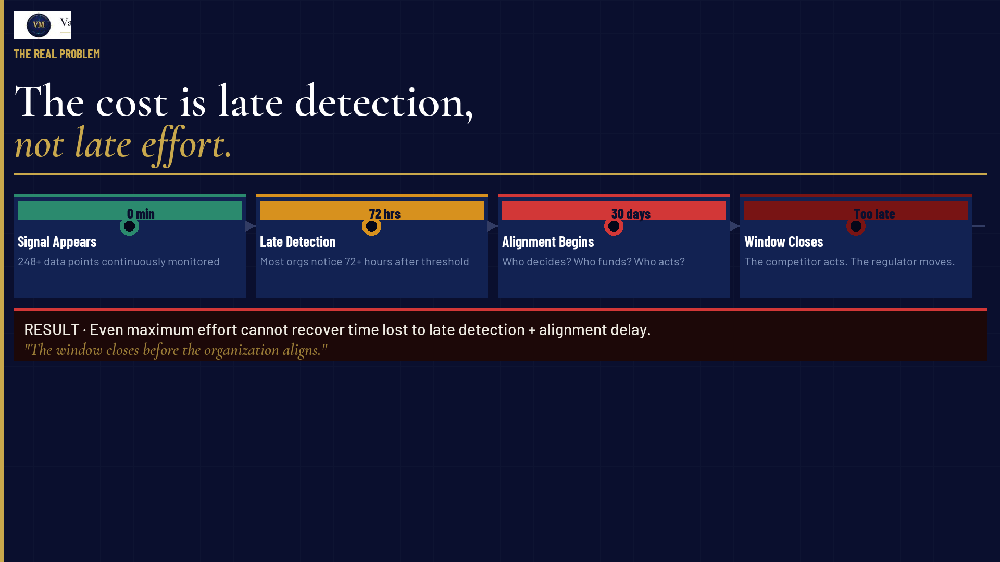 VM
Va
THE REAL PROBLEM
The cost is late detection,
not late effort.
0 min
72 hrs
30 days
Too late
Signal Appears
Late Detection
Alignment Begins
Window Closes
248+ data points continuously monitored
Most orgs notice 72+ hours after threshold
Who decides? Who funds? Who acts?
The competitor acts. The regulator moves.
RESULT · Even maximum effort cannot recover time lost to late detection + alignment delay.
"The window closes before the organization aligns."